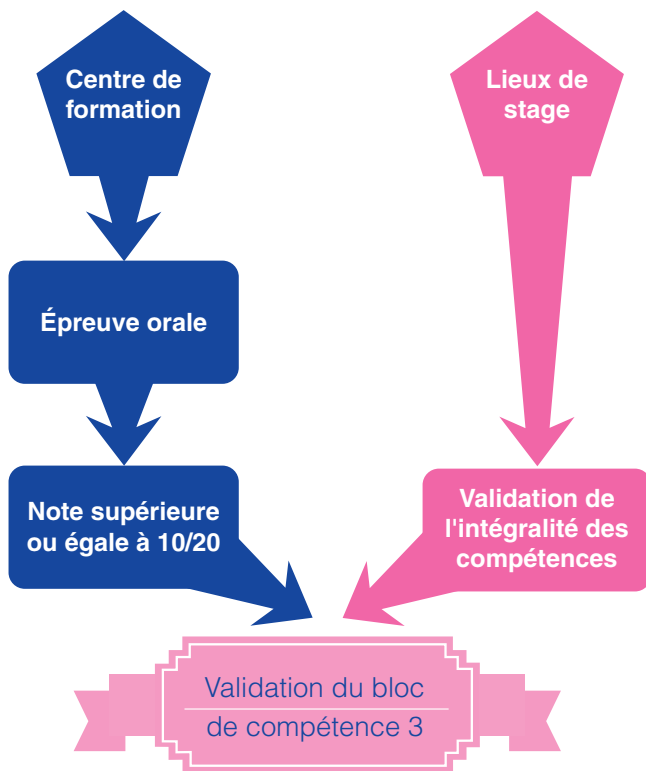 Centre de
formation
Lieux de
stage
Épreuve orale
Note supérieure
ou égale à 10/20
Validation de
l'intégralité des
compétences
Validation du bloc
de compétence 3